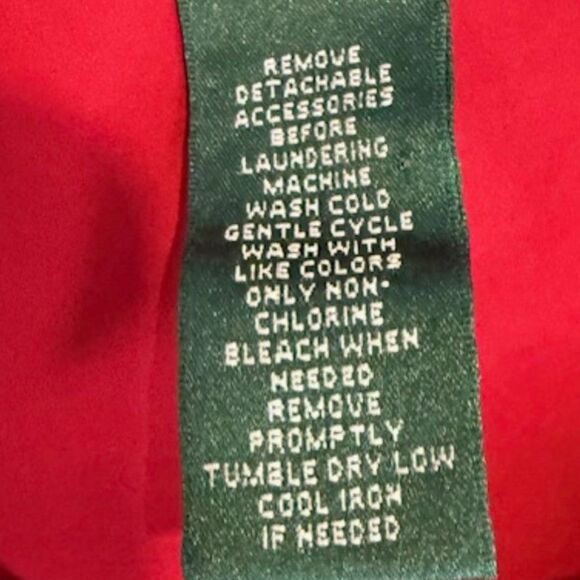 REMOVE
DETACHABLE
ACCESSORIES
BEFORE
LAUNDERING
MACHINE
WASH COLD
GENTLE CYCLE
WASH WITH
LIKE COLORS
ONLY NON-
CHLORINE
BLEACH WHEN
NEEDED
REMOVE
PROMPTLY
TUMBLE DRY LOW
COOL IRON
IF NEEDED